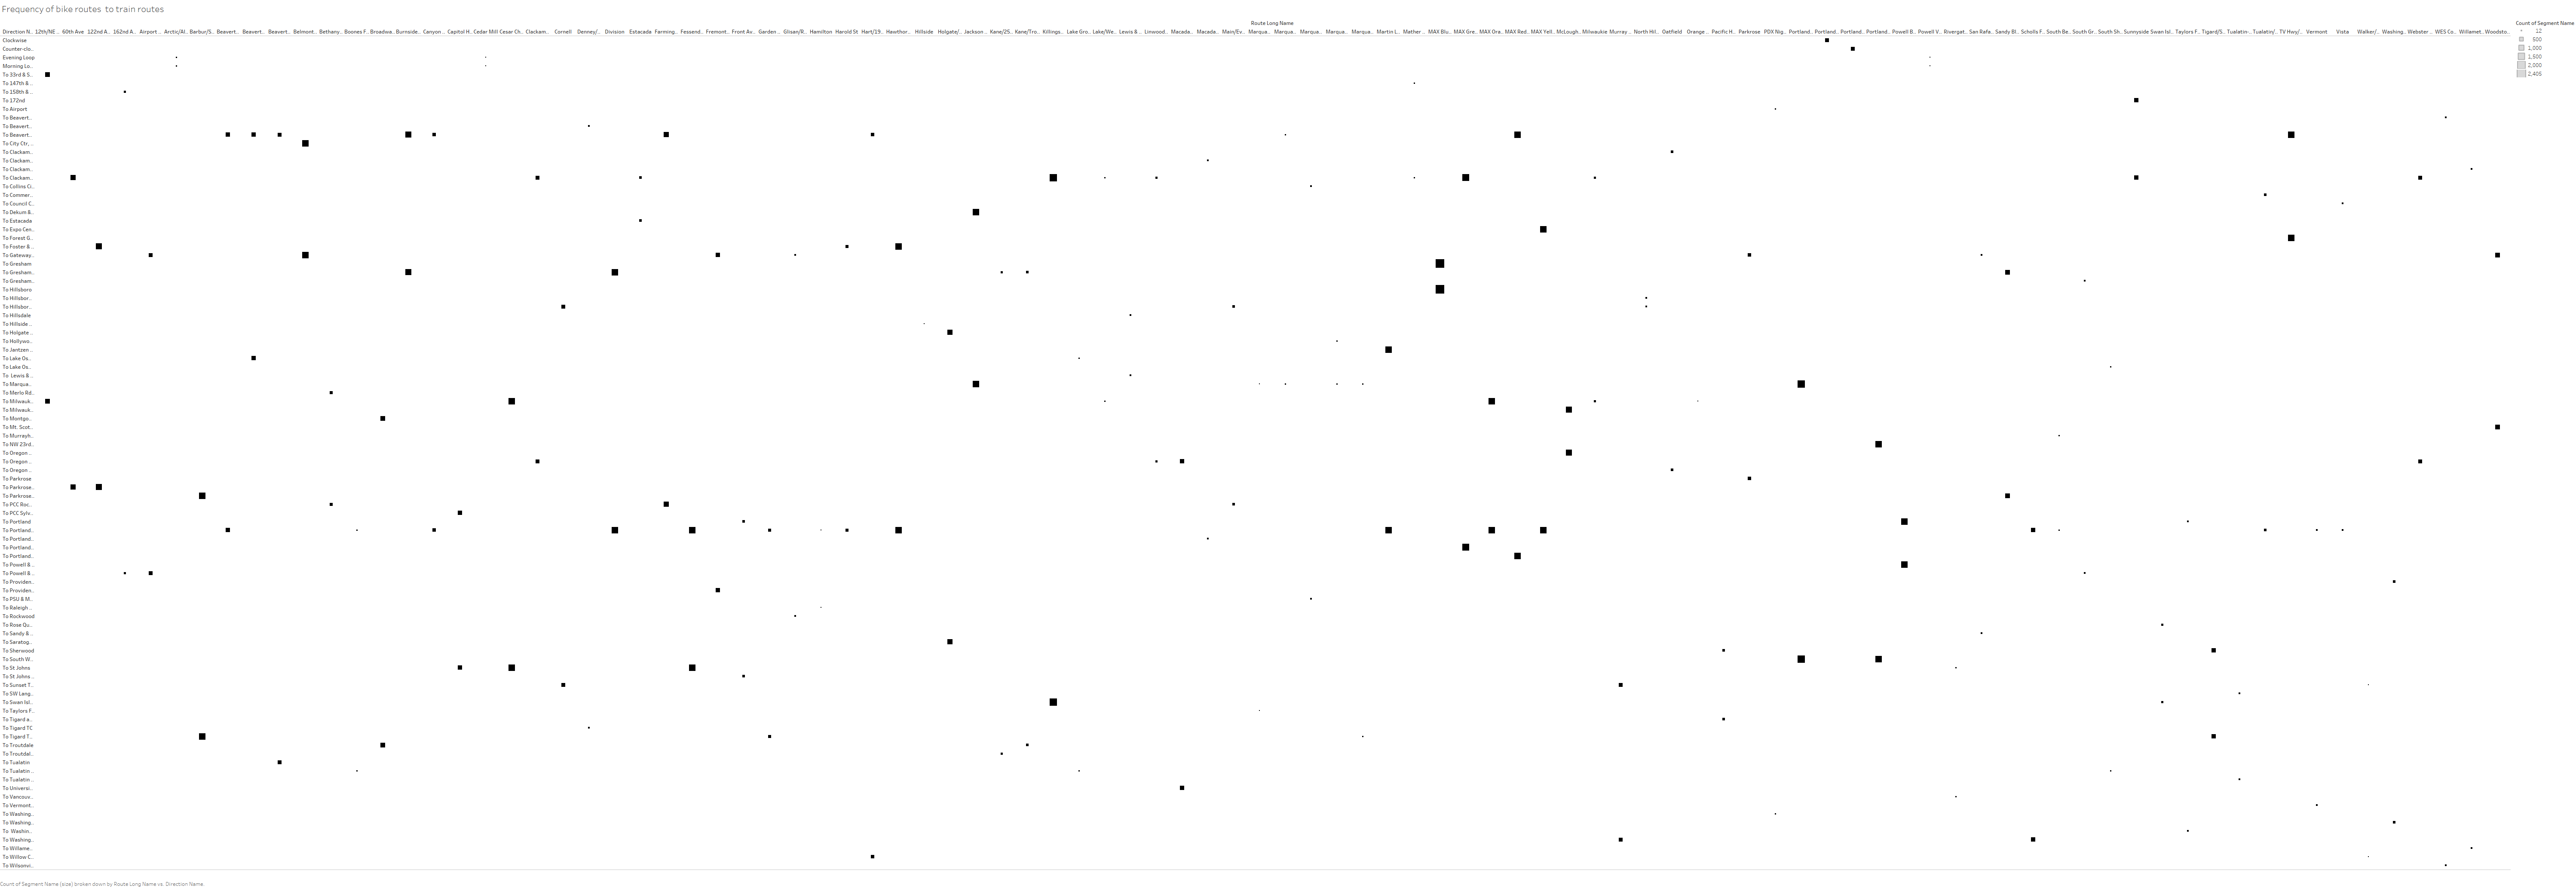 Frequency of bike routes to train routes
Route Long Name
Count of Segment Name
Direction N.. 12th/NE .. 60th Ave 122nd A.. 162nd A.. Airport .. Arctic/Al.. Barbur/S.. Beavert.. Beavert.. Beavert.. Belmont.. Bethany.. Boones F.. Broadwa.. Burnside.. Canyon .. Capitol H.. Cedar Mill Cesar Ch.. Clackam.. Cornell Denney/.. Division Estacada Farming.. Fessend.. Fremont.. Front Av.. Garden .. Glisan/R.. Hamilton Harold St Hart/19.. Hawthor.. Hillside Holgate/.. Jackson .. Kane/25.. Kane/Tro.. Killings.. Lake Gro.. Lake/We.. Lewis & .. Linwood .. Macada.. Macada.. Main/Ev.. Marqua.. Marqua.. Marqua.. Marqua.. Marqua.. Martin L.. Mather .. MAX Blu.. MAX Gre.. MAX Ora.. MAX Red.. MAX Yell.. McLough.. Milwaukie Murray .. North Hil.. Oatfield Orange .. Pacific H.. Parkrose PDX Nig.. Portland .. Portland.. Portland.. Portland.. Powell B.. Powell V.. Rivergat.. San Rafa.. Sandy Bl.. Scholls F.. South Be.. South Gr.. South Sh.. Sunnyside Swan Isl.. Taylors F.. Tigard/S.. Tualatin-.. Tualatin/.. TV Hwy/.. Vermont Vista Walker/.. Washing.. Webster .. WES Co.. Willamet.. Woodsto..
12
500
1,000
1,500
2,000
2,405
Clockwise
Counter-clo..
Evening Loop
Morning Lo..
To 33rd & S..
To 147th & ..
To 158th & ..
To 172nd
To Airport
To Beavert..
To Beavert..
To Beavert..
To City Ctr, ..
To Clackam..
To Clackam..
To Clackam..
To Clackam..
To Collins Ci..
To Commer..
To Council C..
To Dekum &..
To Estacada
To Expo Cen..
To Forest G..
To Foster & ..
To Gateway..
To Gresham
To Gresham..
To Gresham..
To Hillsboro
To Hillsbor..
To Hillsbor..
To Hillsdale
To Hillside ..
To Holgate ..
To Hollywo..
To Jantzen ..
To Lake Os..
To Lake Os..
To Lewis & ..
To Marqua..
To Merlo Rd..
To Milwauk..
To Milwauk..
To Montgo..
To Mt. Scot..
To Murrayh..
To NW 23rd..
To Oregon ..
To Oregon ..
To Oregon ..
To Parkrose
To Parkrose..
To Parkrose..
To PCC Roc..
To PCC Sylv..
To Portland
To Portland..
To Portland..
To Portland..
To Portland..
To Powell & ..
To Powell & ..
To Providen..
To Providen..
To PSU & M..
To Raleigh ..
To Rockwood
To Rose Qu..
To Sandy & ..
To Saratog..
To Sherwood
To South W..
To St Johns
To St Johns ..
To Sunset T..
To SW Lang..
To Swan Isl..
To Taylors F..
To Tigard a..
To Tigard TC
To Tigard T..
To Troutdale
To Troutdal..
To Tualatin
To Tualatin ..
To Tualatin ..
To Universi..
To Vancouv..
To Vermont..
To Washing..
To Washing..
To Washin..
To Washing..
To Willame..
To Willow C..
To Wilsonvi..
Count of Segment Name (size) broken down by Route Long Name vs. Direction Name.